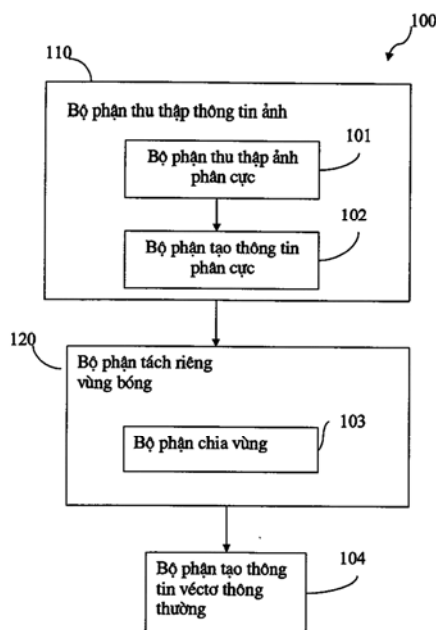 100
110
Bộ phận thu thập thông tin ảnh
101
Bộ phận thu thập ảnh
phân cực
102
Bộ phận tạo thông tin
phân cực
120
Bộ phận tách riêng
vùng bóng
103
Bộ phận chia vùng
104
Bộ phận tạo thông
tin véctơ thông
thường